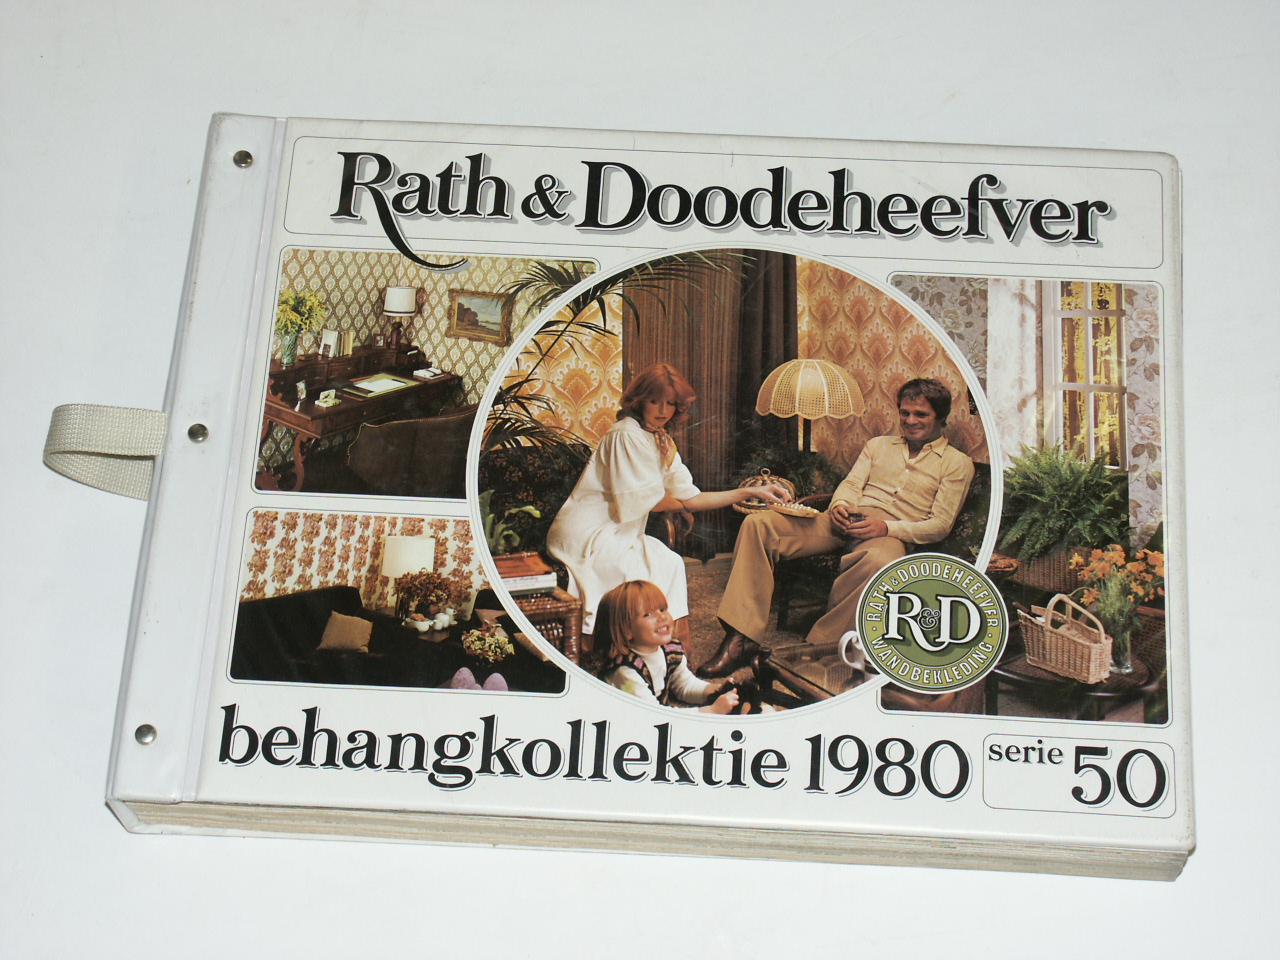 Rath & Doodeheefver
RATH & DOODEHEEFVER
R&D
WANDBEKLEDING
behangkollektie 1980
serie 50